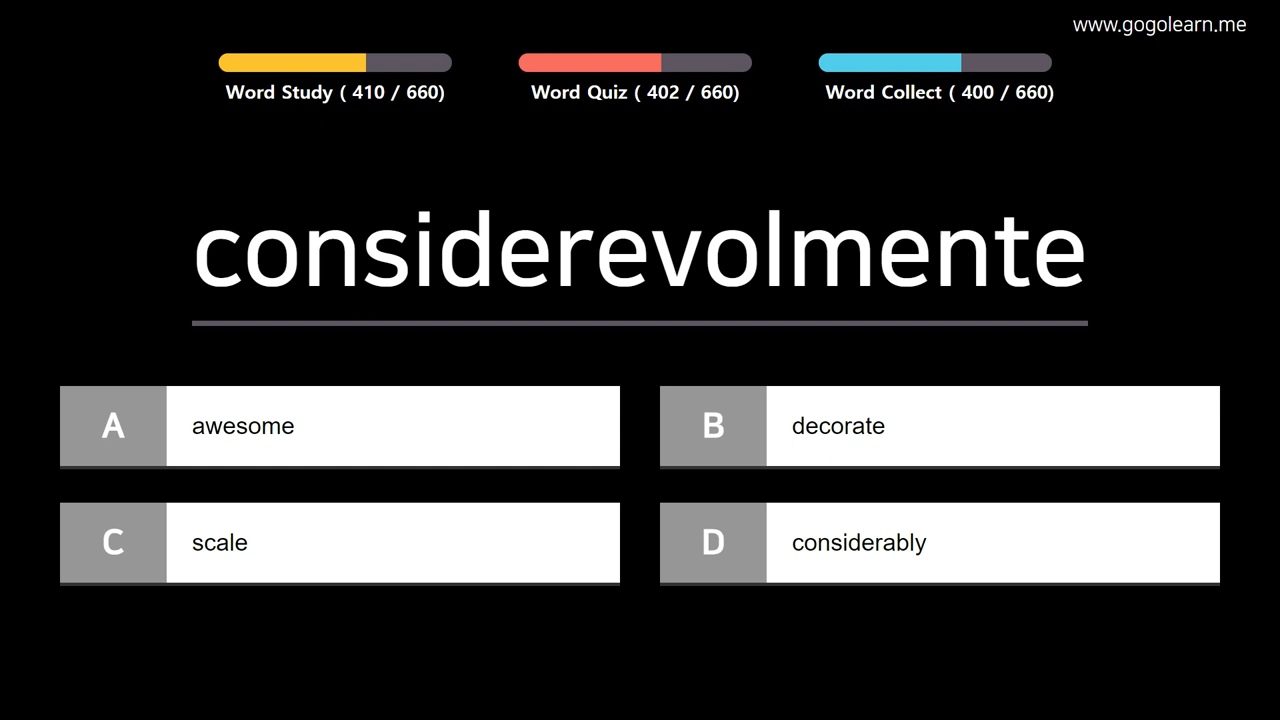 www.gogolearn.me
Word Study ( 410 / 660)
Word Quiz ( 402 / 660)
Word Collect ( 400 / 660)
considerevolmente
A awesome
B decorate
C scale
D considerably